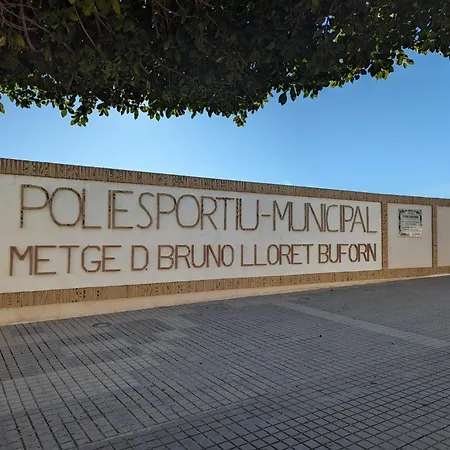 POLIESPORTIU-MUNICIPAL
METGE D. BRUNO LLORET BUFORN